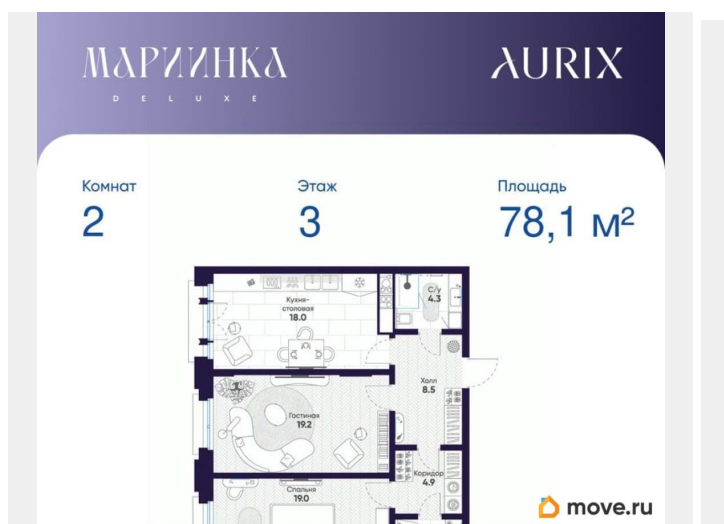 МАРИИНКА
DELUXE
AURIX
Комнат
2
Этаж
3
Площадь
78,1 м²
Кухня-
столовая
18.0
С/у
4.3
Холл
8.5
Гостиная
19.2
Коридор
4.9
Спальня
19.0
move.ru